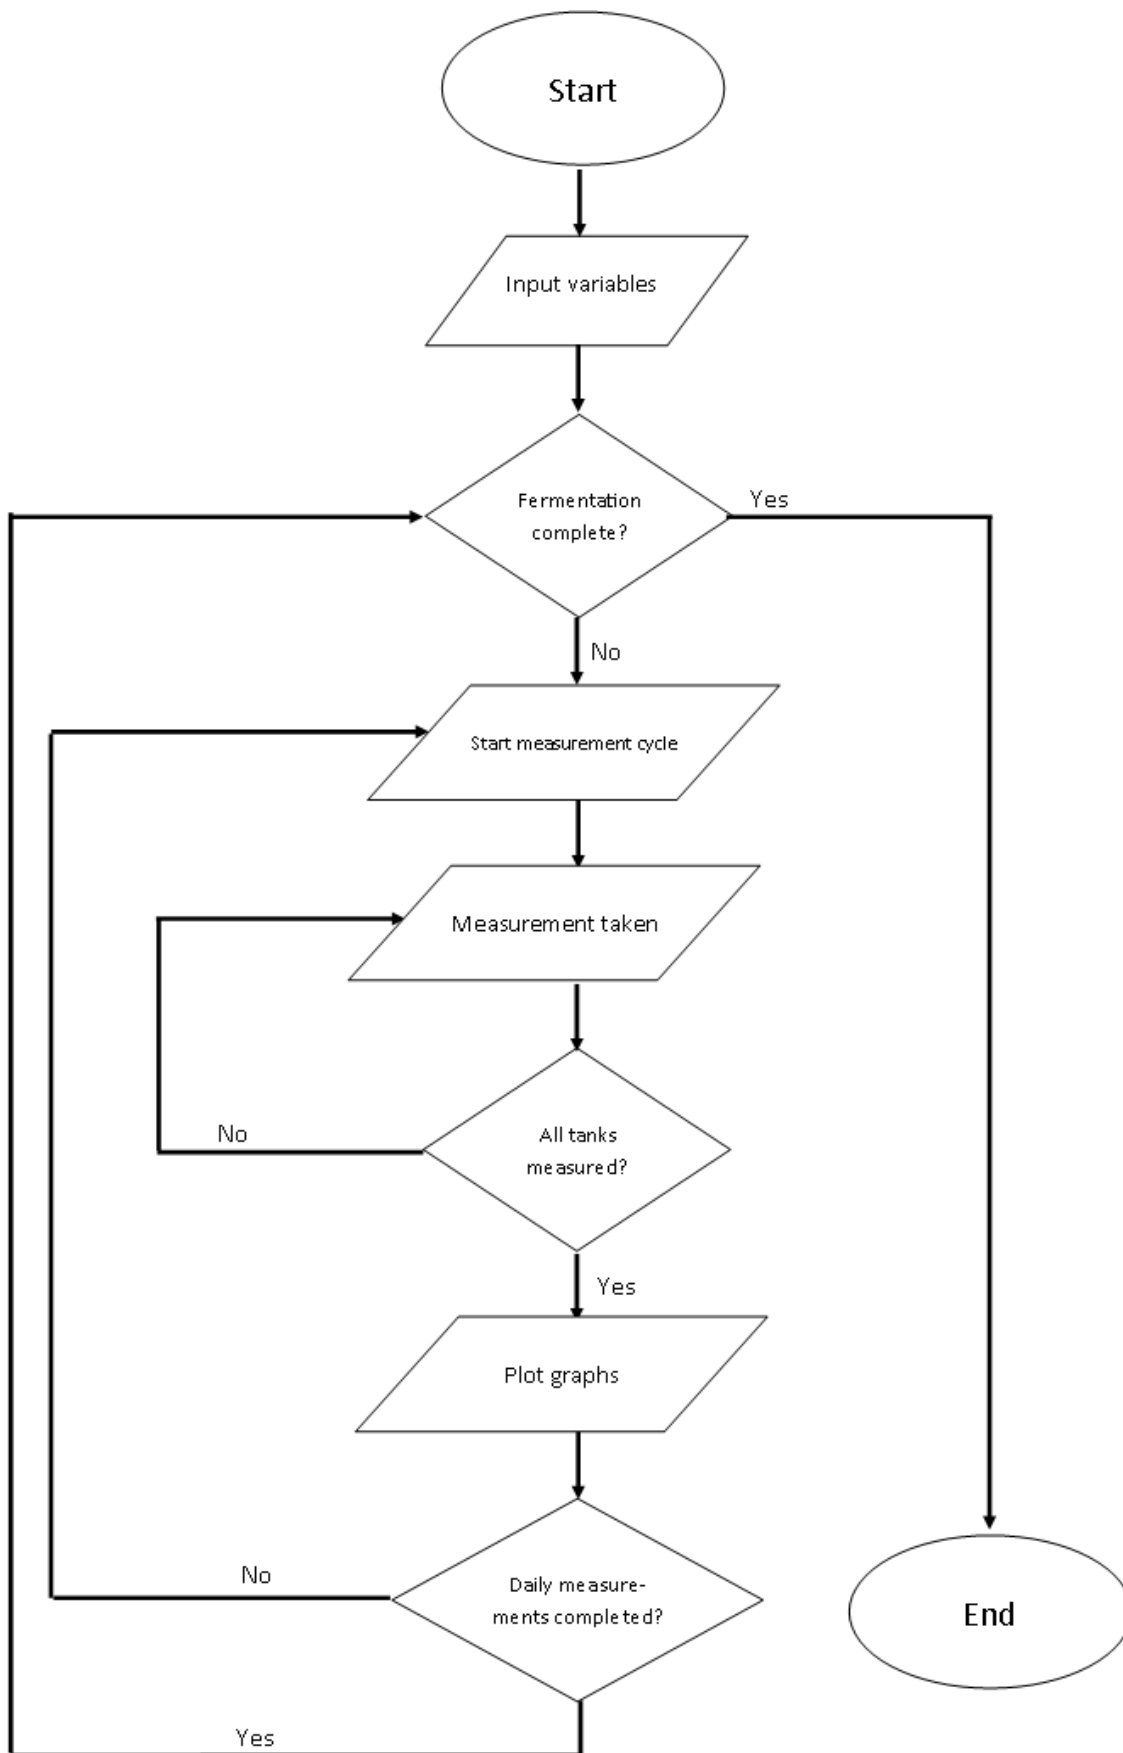 Start
Input variables
Fermentation
complete?
Yes
No
Start measurement cycle
Measurement taken
All tanks
measured?
No
Yes
Plot graphs
Daily measure-
ments completed?
No
Yes
End